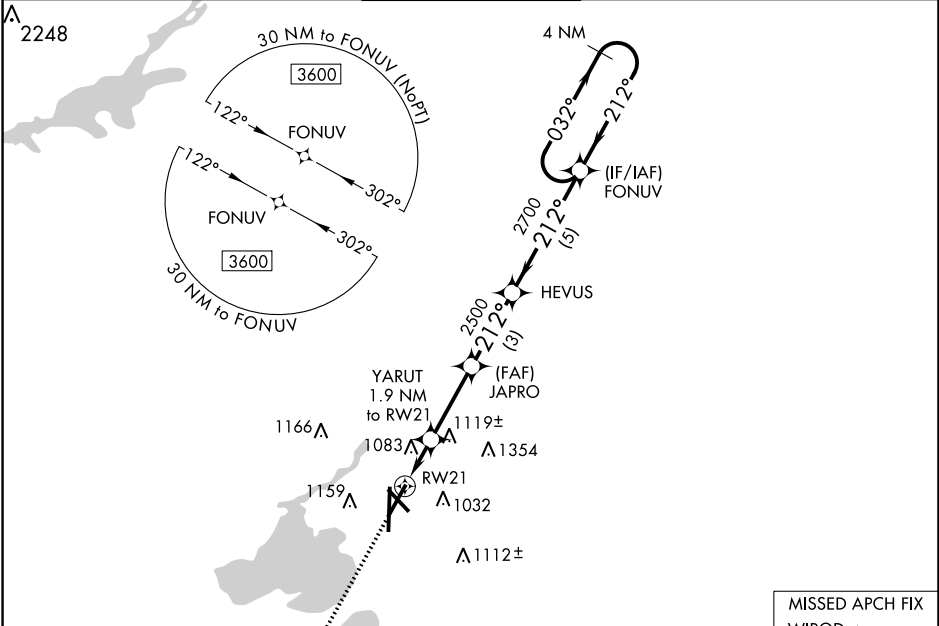 2248
30 NM to FONUV (NoPT)
3600
122°
FONUV
302°
122°
FONUV
302°
3600
30 NM to FONUV
4 NM
032°
212°
(IF/IAF)
FONUV
2700
212°
(5)
HEVUS
2500
212°
(3)
(FAF)
JAPRO
YARUT
1.9 NM
to RW21
1166
1083
1119±
1354
RW21
1159
1032
1112±
MISSED APCH FIX